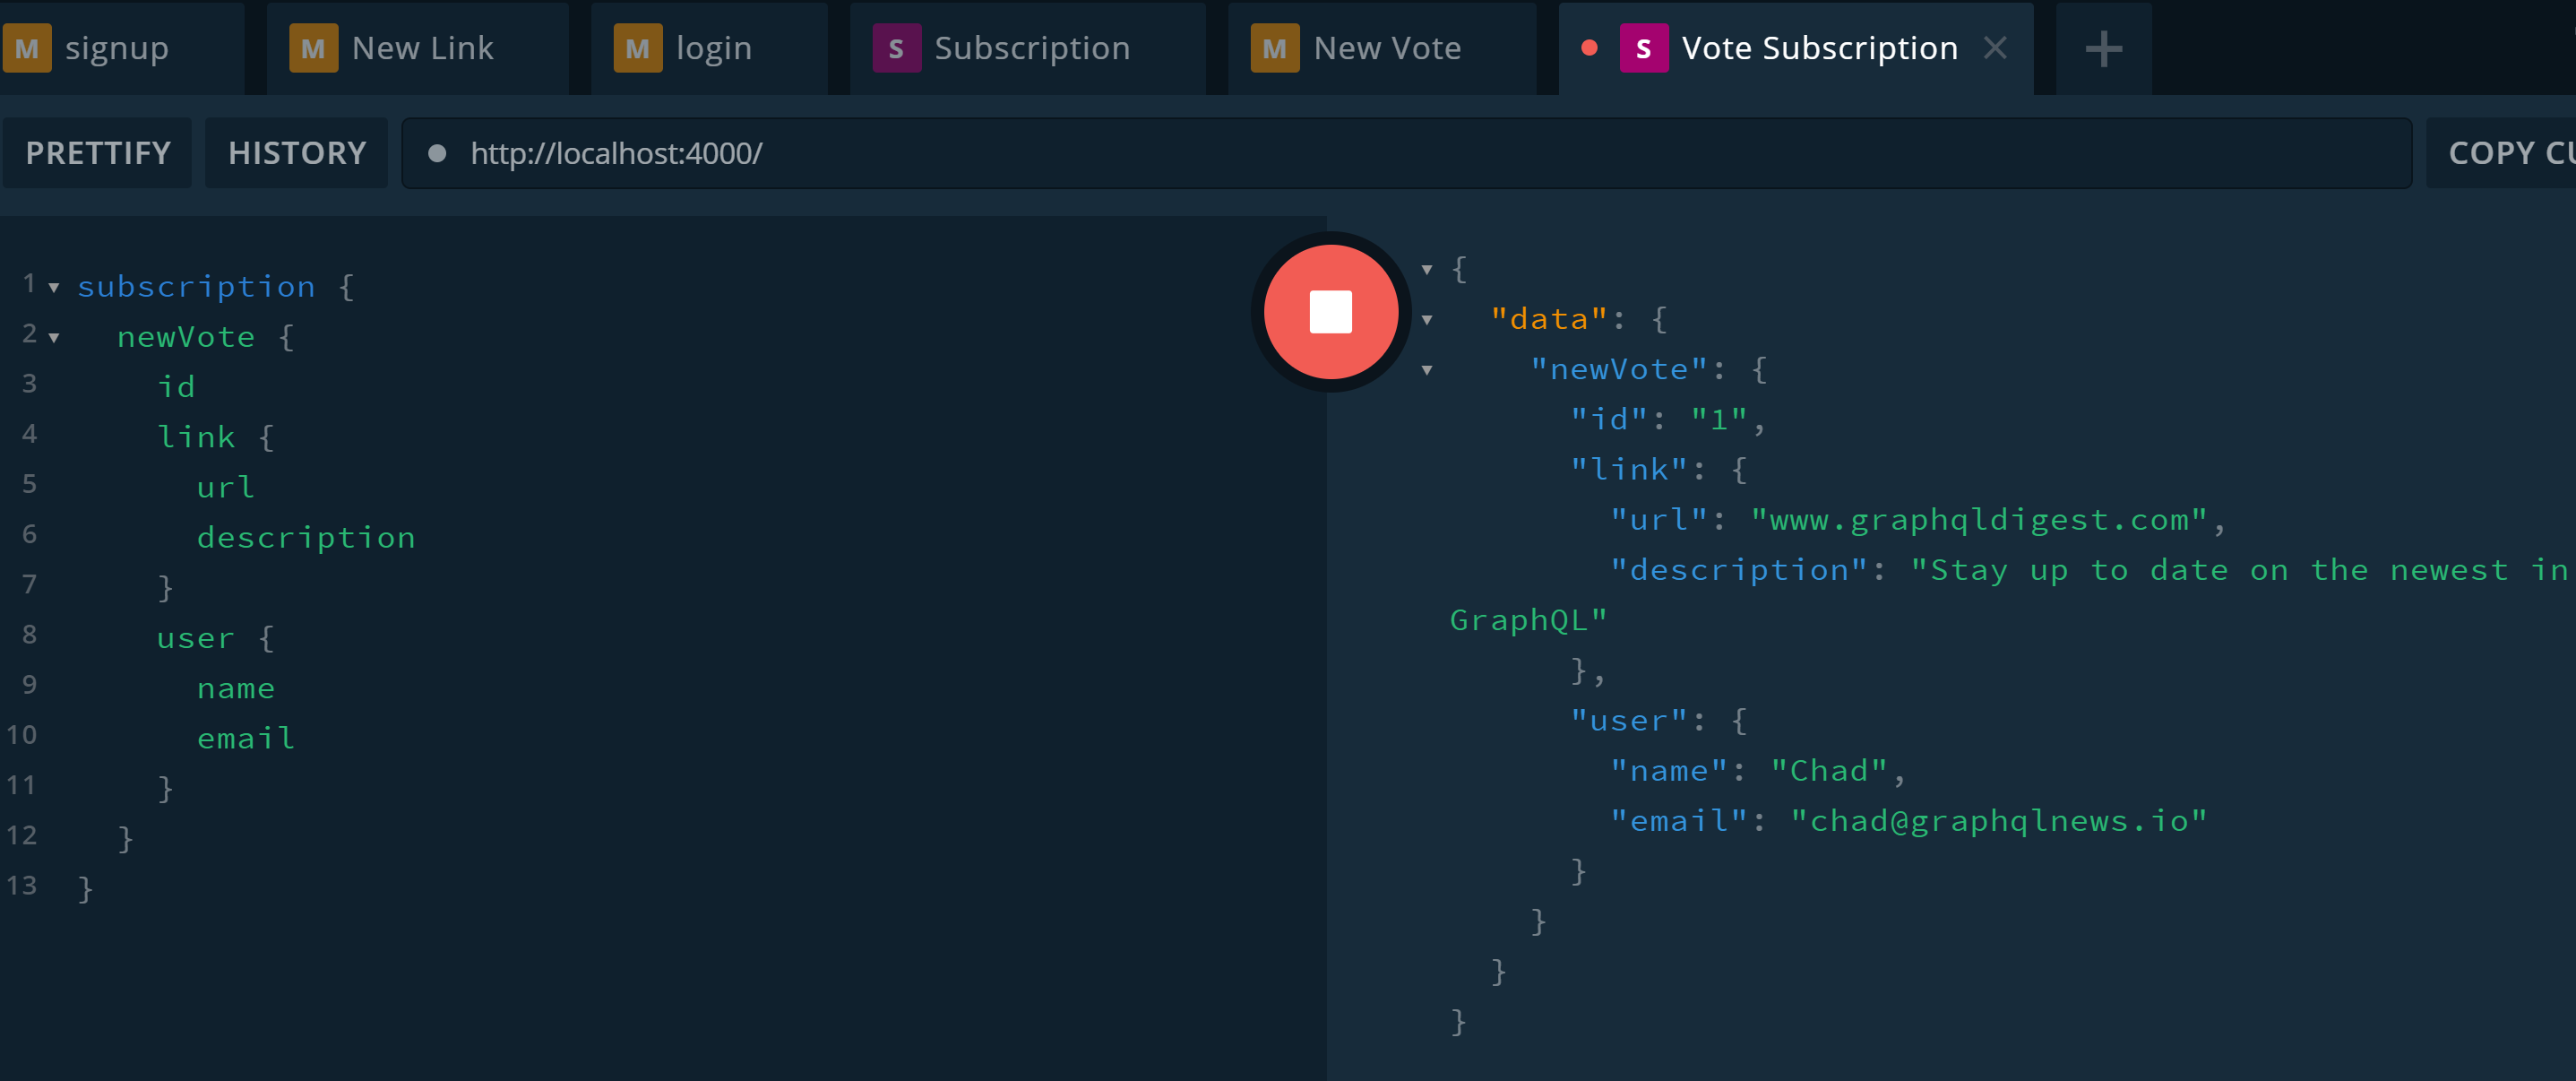 M signup M New Link M login S Subscription M New Vote S Vote Subscription × +
PRETTIFY HISTORY http://localhost:4000/ COPY CU
1 subscription {
2 newVote {
3 id
4 link {
5 url
6 description
7 }
8 user {
9 name
10 email
11 }
12 }
13 }
{
"data": {
"newVote": {
"id": "1",
"link": {
"url": "www.graphqldigest.com",
"description": "Stay up to date on the newest in
GraphQL"
},
"user": {
"name": "Chad",
"email": "chad@graphqlnews.io"
}
}
}
}